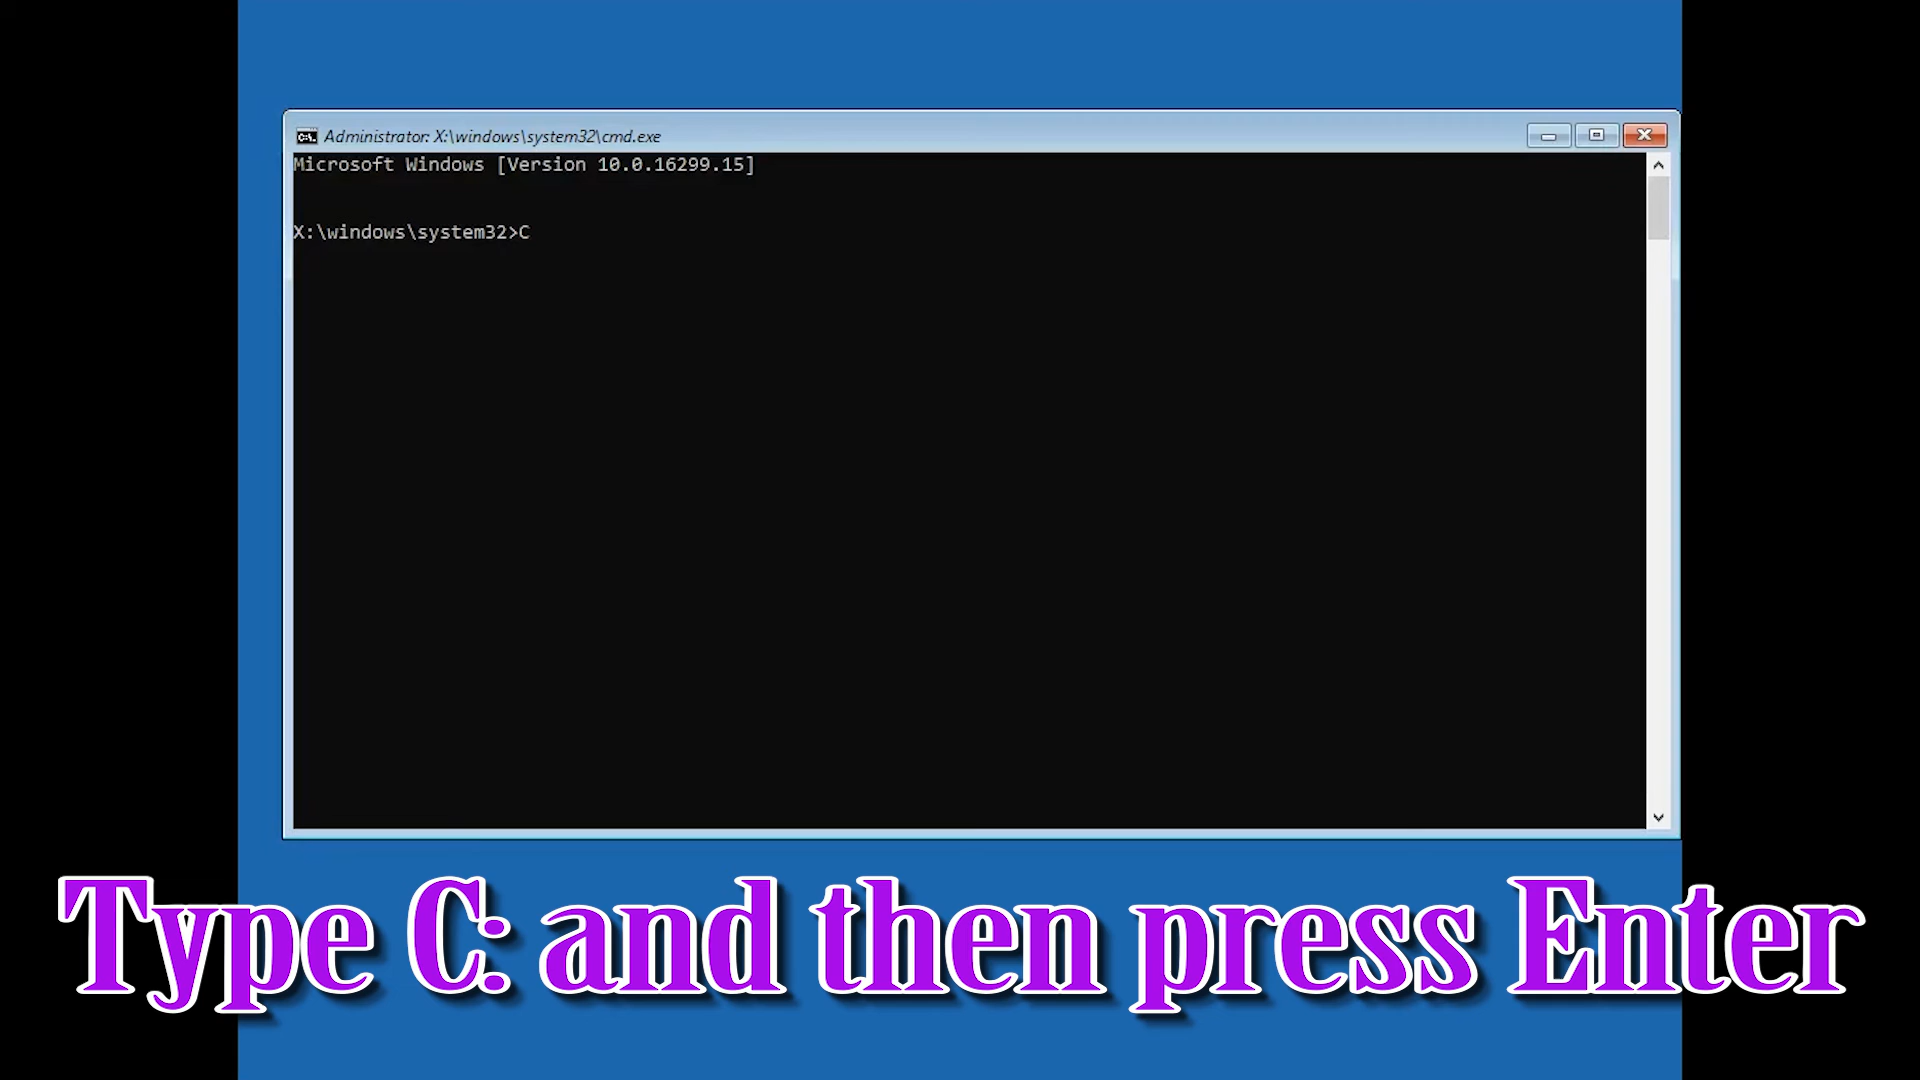 Administrator: X:\windows\system32\cmd.exe
Microsoft Windows [Version 10.0.16299.15]
X:\windows\system32>C
Type C: and then press Enter